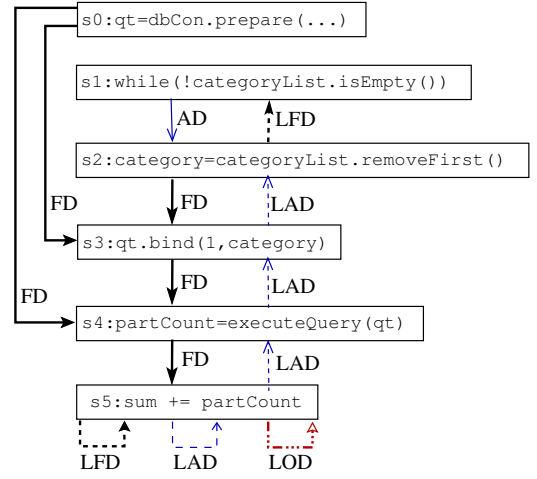 s0:qt=dbCon.prepare(...)
s1:while(!categoryList.isEmpty())
AD
LFD
s2:category=categoryList.removeFirst()
FD
FD
LAD
s3:qt.bind(1,category)
FD
FD
LAD
s4:partCount=executeQuery(qt)
FD
LAD
s5:sum += partCount
LFD
LAD
LOD